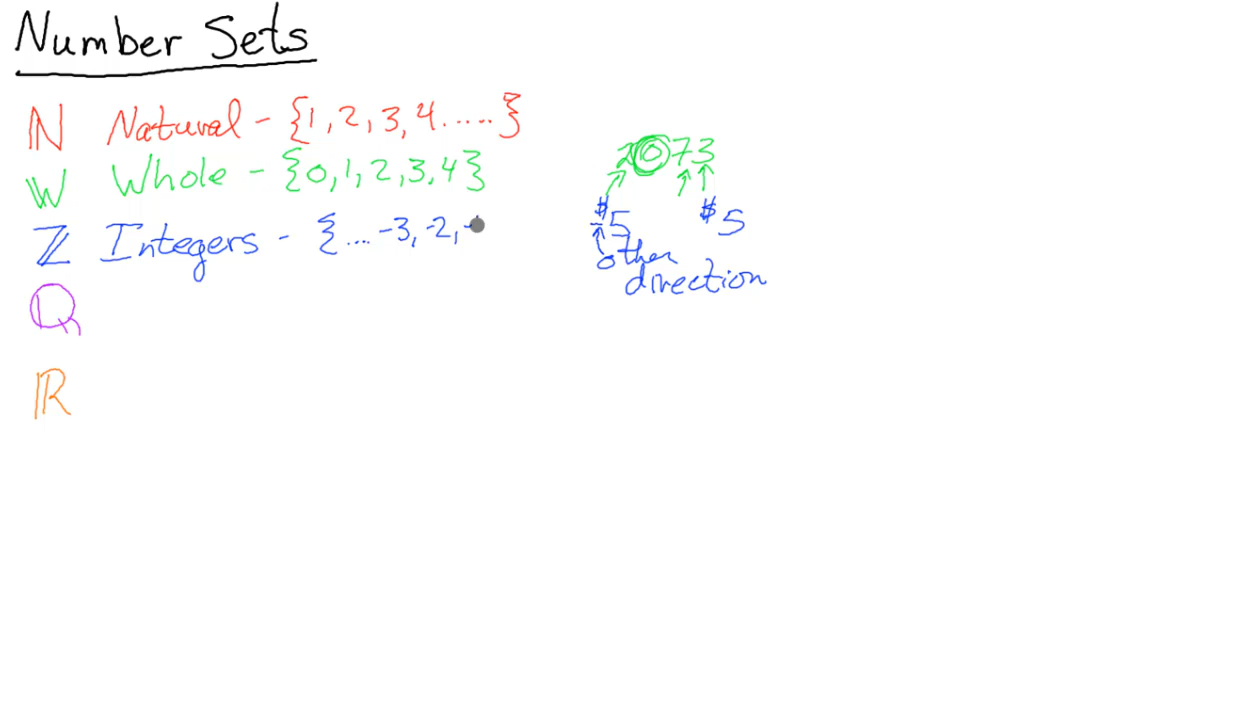 Number Sets
N Natural - {1, 2, 3, 4.....}
W Whole - {0, 1, 2, 3, 4}
Z Integers - {... -3, -2, -
Q
R
2073
-$5 $5
other
direction